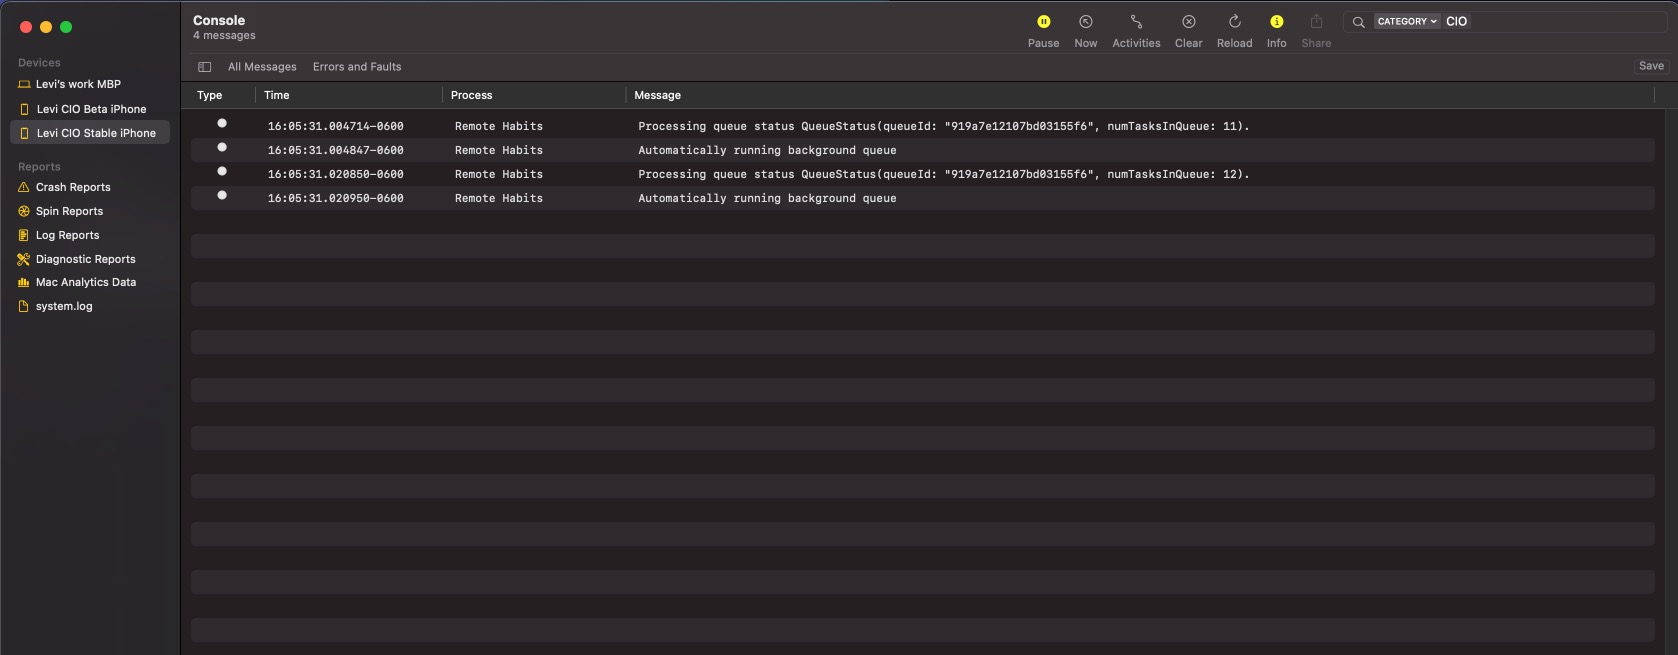 Console
4 messages
Pause Now Activities Clear Reload Info Share
CATEGORY CIO
All Messages Errors and Faults Save
Devices
Levi's work MBP
Levi CIO Beta iPhone
Levi CIO Stable iPhone
Reports
Crash Reports
Spin Reports
Log Reports
Diagnostic Reports
Mac Analytics Data
system.log
Type Time Process Message
16:05:31.004714-0600 Remote Habits Processing queue status QueueStatus(queueId: "919a7e12107bd03155f6", numTasksInQueue: 11).
16:05:31.004847-0600 Remote Habits Automatically running background queue
16:05:31.020850-0600 Remote Habits Processing queue status QueueStatus(queueId: "919a7e12107bd03155f6", numTasksInQueue: 12).
16:05:31.020950-0600 Remote Habits Automatically running background queue